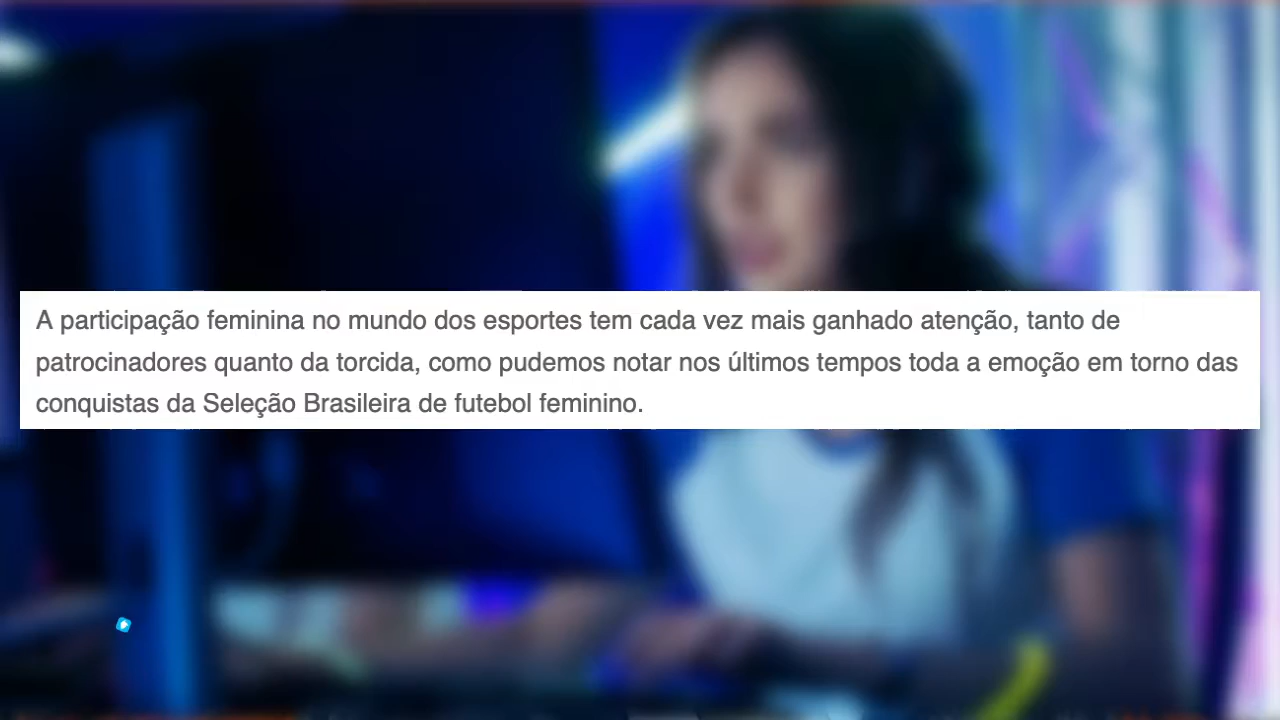 A participação feminina no mundo dos esportes tem cada vez mais ganhado atenção, tanto de
patrocinadores quanto da torcida, como pudemos notar nos últimos tempos toda a emoção em torno das
conquistas da Seleção Brasileira de futebol feminino.